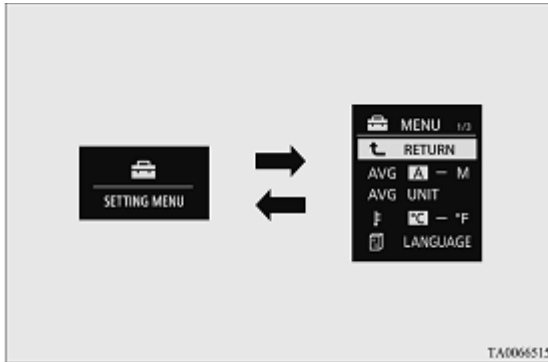 SETTING MENU
MENU 1/3
RETURN
AVG A – M
AVG UNIT
°C – °F
LANGUAGE
TA0066515